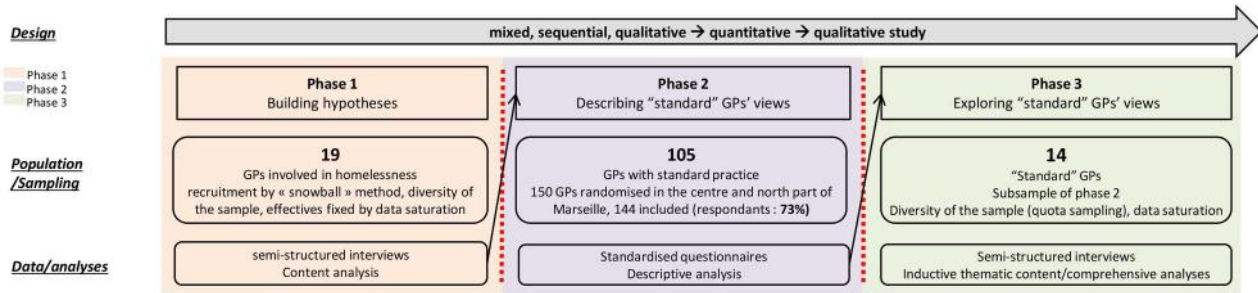 Design
mixed, sequential, qualitative → quantitative → qualitative study
Phase 1
Phase 2
Phase 3
Phase 1
Building hypotheses
Phase 2
Describing “standard” GPs’ views
Phase 3
Exploring “standard” GPs’ views
Population
/Sampling
19
GPs involved in homelessness
recruitment by « snowball » method, diversity of
the sample, effectives fixed by data saturation
105
GPs with standard practice
150 GPs randomised in the centre and north part of
Marseille, 144 included (respondants : 73%)
14
“Standard” GPs
Subsample of phase 2
Diversity of the sample (quota sampling), data saturation
Data/analyses
semi-structured interviews
Content analysis
Standardised questionnaires
Descriptive analysis
Semi-structured interviews
Inductive thematic content/comprehensive analyses